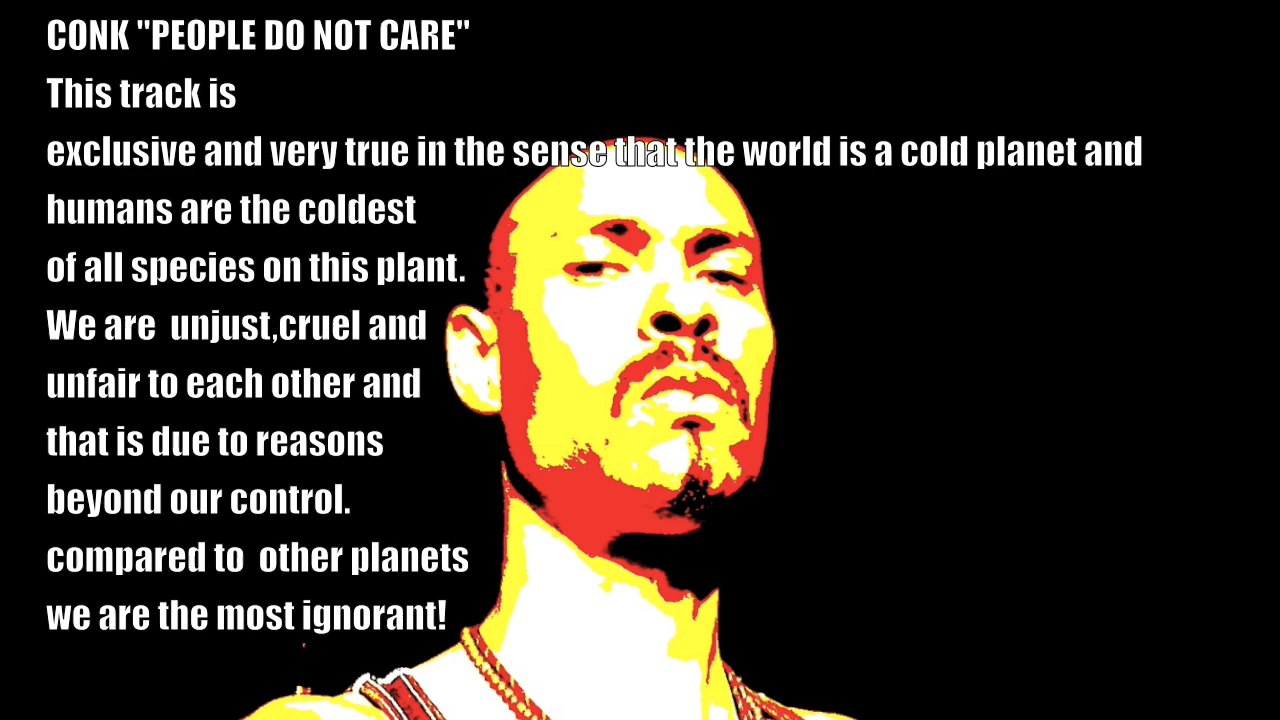 CONK "PEOPLE DO NOT CARE"
This track is
exclusive and very true in the sense that the world is a cold planet and
humans are the coldest
of all species on this plant.
We are  unjust,cruel and
unfair to each other and
that is due to reasons
beyond our control.
compared to  other planets
we are the most ignorant!